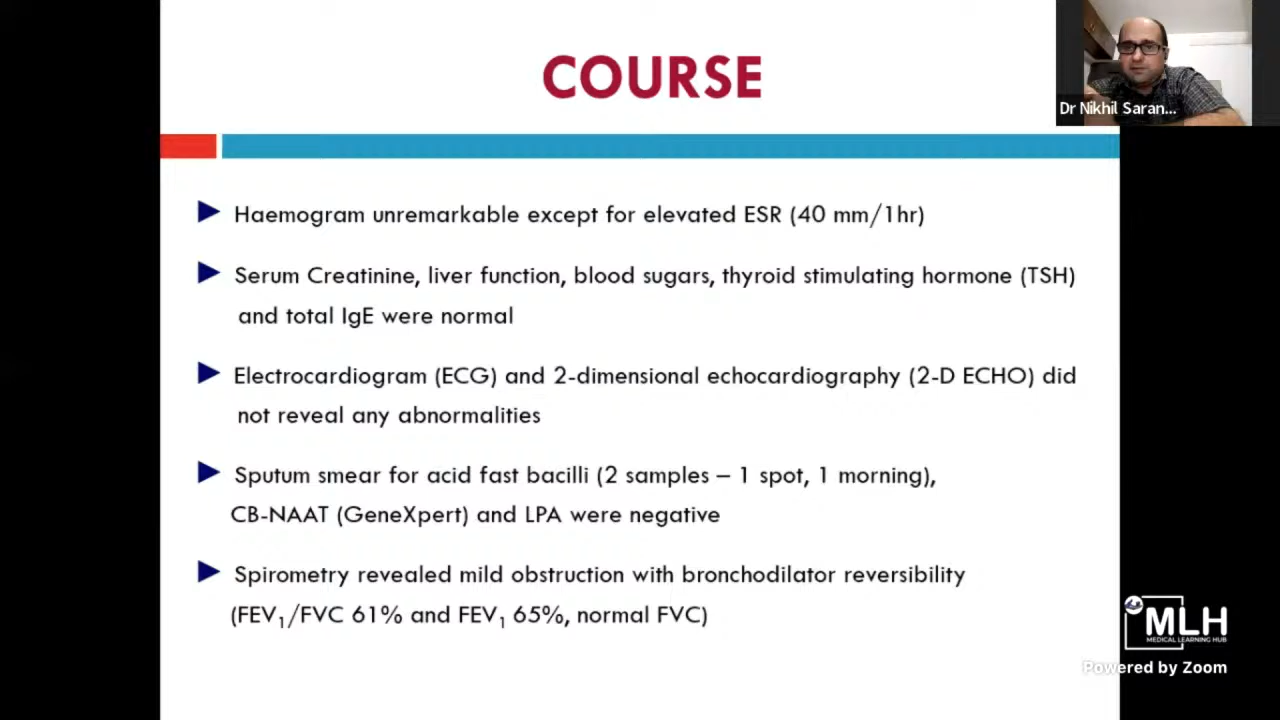 COURSE
Dr Nikhil Saran...
Haemogram unremarkable except for elevated ESR (40 mm/1hr)
Serum Creatinine, liver function, blood sugars, thyroid stimulating hormone (TSH)
and total IgE were normal
Electrocardiogram (ECG) and 2-dimensional echocardiography (2-D ECHO) did
not reveal any abnormalities
Sputum smear for acid fast bacilli (2 samples – 1 spot, 1 morning),
CB-NAAT (GeneXpert) and LPA were negative
Spirometry revealed mild obstruction with bronchodilator reversibility
(FEV1/FVC 61% and FEV1 65%, normal FVC)
MLH
MEDICAL LEARNING HUB
Powered by Zoom